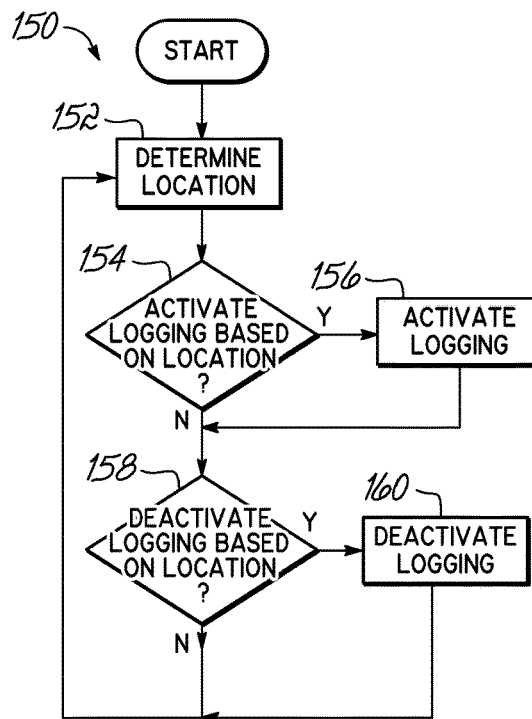 150
START
152
DETERMINE
LOCATION
154
ACTIVATE
LOGGING BASED
ON LOCATION
?
Y
156
ACTIVATE
LOGGING
N
158
DEACTIVATE
LOGGING BASED
ON LOCATION
?
Y
160
DEACTIVATE
LOGGING
N